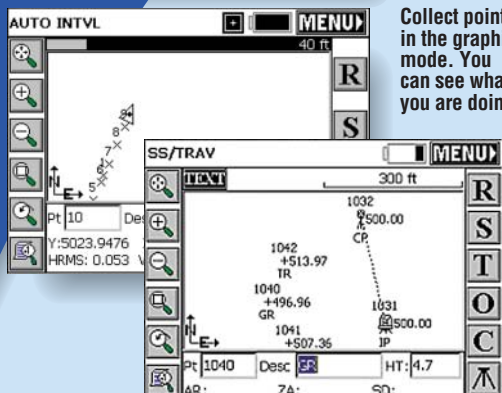 AUTO INTVL
MENU
40 ft
R
S
8
7
5
N
E
Pt 10
Y:5023.9476
HRMS: 0.053
Collect point
in the graph
mode. You
can see wha
you are doin
SS/TRAV
MENU
TEXT
300 ft
1032
500.00
CP
1042
+513.97
TR
1040
+496.96
GR
1031
500.00
IP
1041
+507.36
N
E
Pt 1040 Desc GR HT: 4.7
AR: ZA: SD:
R
S
T
O
C